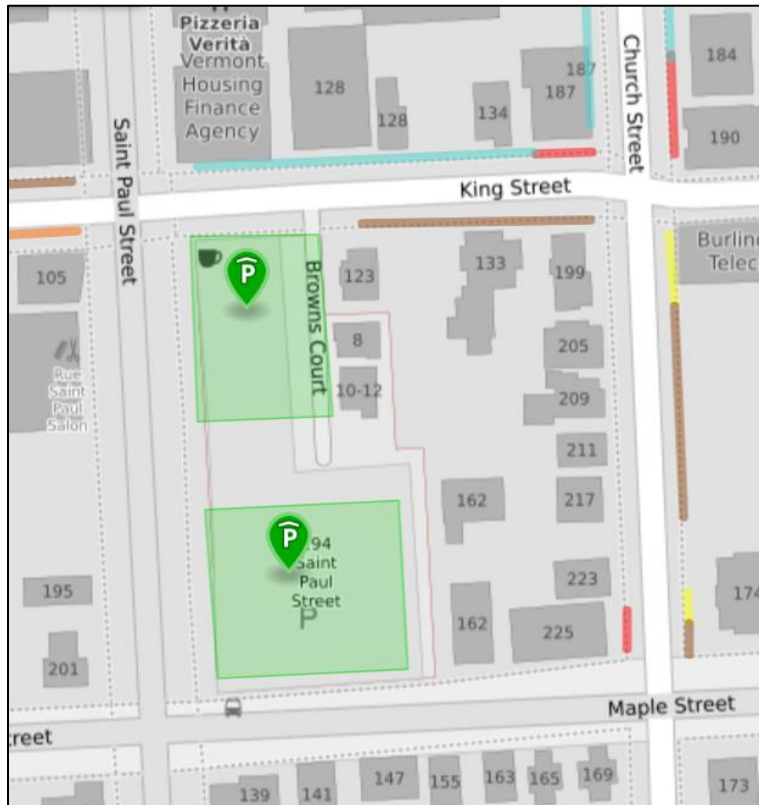 Pizzeria
Verità
Vermont
Housing
Finance
Agency
128
128
134
187
187
Church Street
184
190
Saint Paul Street
King Street
105
Rue
Saint
Paul
Salon
P
Browns Court
123
8
10-12
133
199
205
209
211
217
162
223
162
225
P
Saint
Paul
Street
P
195
201
Maple Street
139
141
147
155
163
165
169
173